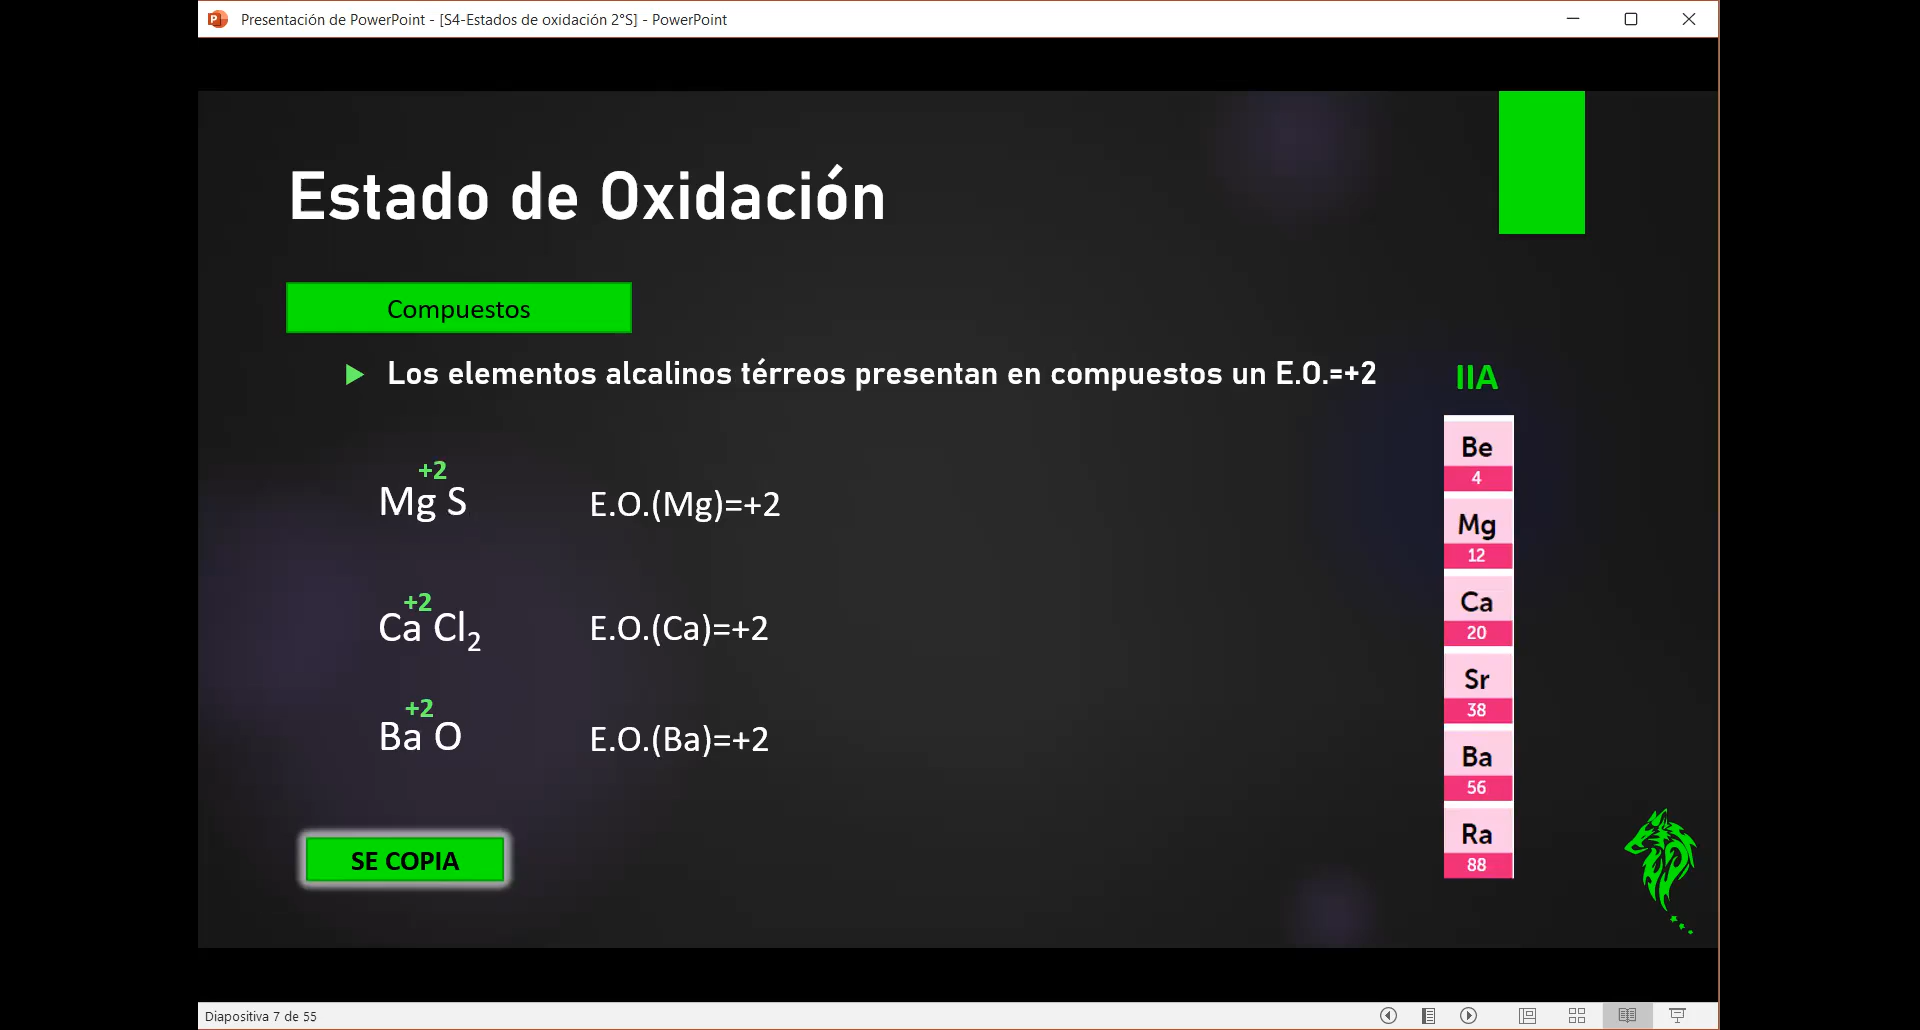 Presentación de PowerPoint - [S4-Estados de oxidación 2°S] - PowerPoint
Estado de Oxidación
Compuestos
Los elementos alcalinos térreos presentan en compuestos un E.O.=+2
IIA
+2
Mg S
E.O.(Mg)=+2
+2
Ca Cl2
E.O.(Ca)=+2
+2
Ba O
E.O.(Ba)=+2
Be
4
Mg
12
Ca
20
Sr
38
Ba
56
Ra
88
SE COPIA
Diapositiva 7 de 55